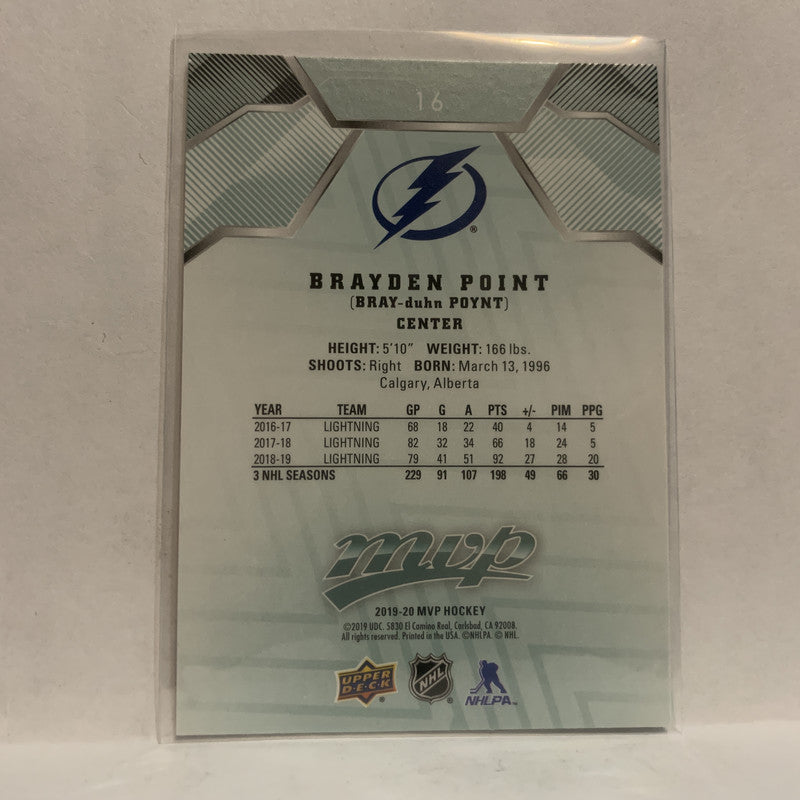 16
®
BRAYDEN POINT
(BRAY-duhn POYNT)
CENTER
HEIGHT: 5'10" WEIGHT: 166 lbs.
SHOOTS: Right BORN: March 13, 1996
Calgary, Alberta
YEAR TEAM GP G A PTS +/- PIM PPG
2016-17 LIGHTNING 68 18 22 40 4 14 5
2017-18 LIGHTNING 82 32 34 66 18 24 5
2018-19 LIGHTNING 79 41 51 92 27 28 20
3 NHL SEASONS 229 91 107 198 49 66 30
mvp
2019-20 MVP HOCKEY
©2019 UDC. 5830 El Camino Real, Carlsbad, CA 92008.
All rights reserved. Printed in the USA. ©NHLPA. © NHL.
UPPER DECK ® NHL ® NHLPA™